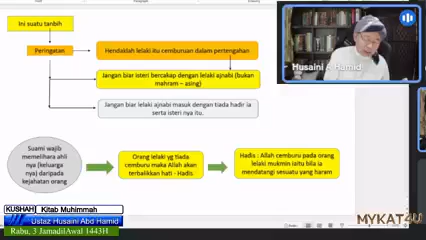 Ini suatu tanbih
Peringatan
Hendaklah lelaki itu cemburuan dalam pertengahan
Jangan biar isteri bercakap dengan lelaki ajnabi (bukan
mahram – asing)
Jangan biar lelaki ajnabi masuk dengan tiada hadir ia
serta isteri nya itu.
Suami wajib
memelihara ahli
nya (keluarga
nya) daripada
kejahatan orang
Orang lelaki yg tiada
cemburu maka Allah akan
terbalikkan hati - Hadis
Hadis : Allah cemburu pada orang
lelaki mukmin iaitu bila ia
mendatangi sesuatu yang haram
Husaini A Hamid
KUSHAH Kitab Muhimmah
Ustaz Husaini Abd Hamid
Rabu, 3 JamadilAwal 1443H
MYKAT4U